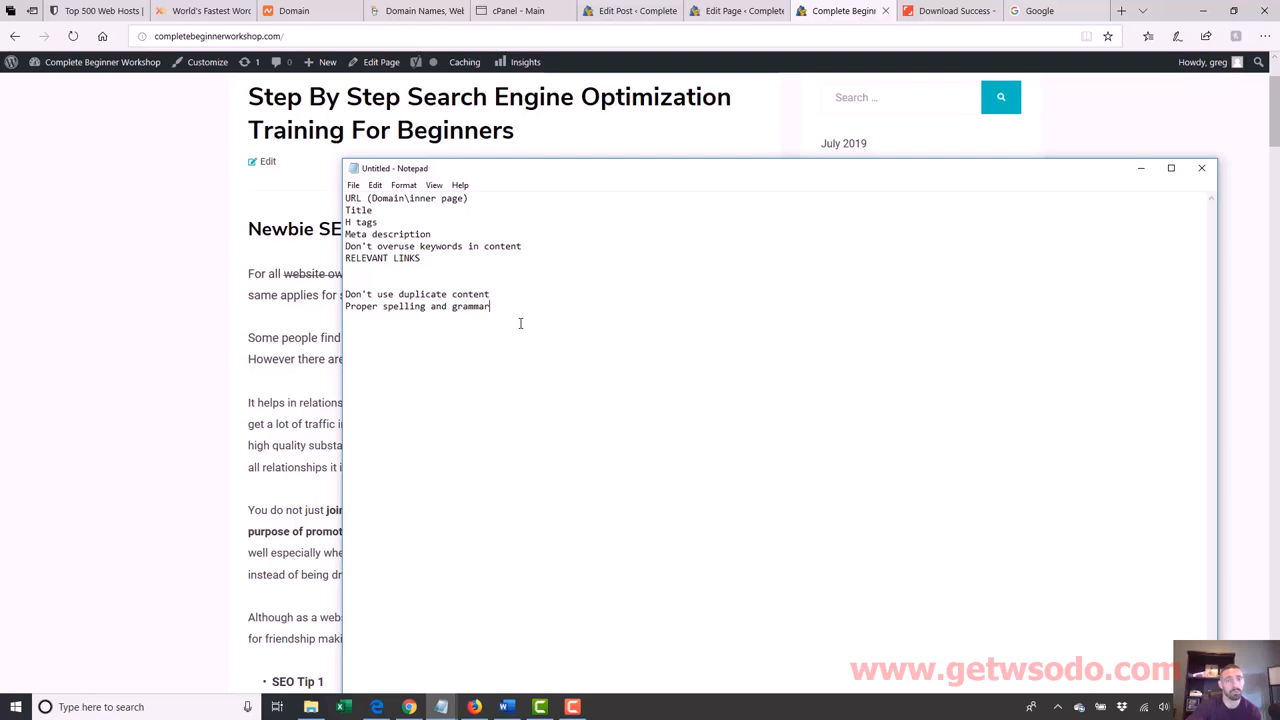 Top 500 Web Hosts |
World's Fastest Wor
Domain
Domain Names, Wel
cPanel - Main
Edit Post ‹ Complete
Edit Page ‹ Complete
Complete Begin
Download Success -
Google
completebeginnerworkshop.com/
Complete Beginner Workshop
Customize
1
0
New
Edit Page
Caching
Insights
Howdy, greg
Step By Step Search Engine Optimization
Training For Beginners
Edit
Search …
July 2019
Newbie SE
For all website ow
same applies for s
Some people find
However there are
It helps in relations
get a lot of traffic i
high quality substa
all relationships it i
You do not just join
purpose of promot
well especially whe
instead of being dr
Although as a web
for friendship maki
• SEO Tip 1
Untitled - Notepad
File Edit Format View Help
URL (Domain\inner page)
Title
H tags
Meta description
Don't overuse keywords in content
RELEVANT LINKS
Don't use duplicate content
Proper spelling and grammar
www.getwsodo.com
Type here to search